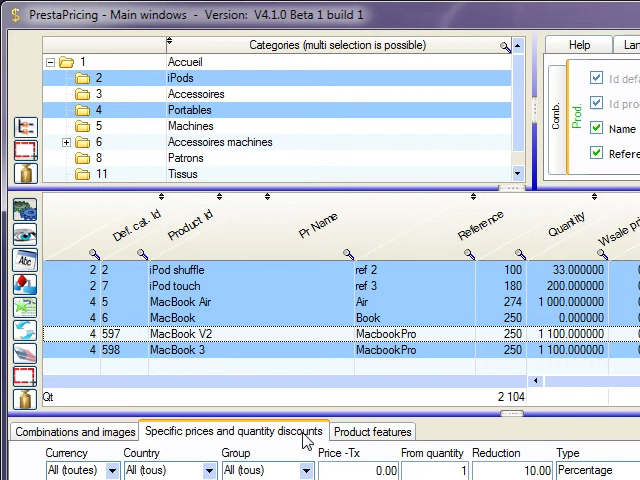 PrestaPricing - Main windows - Version: V4.1.0 Beta 1 build 1
Categories (multi selection is possible)
1 Accueil
2 iPods
3 Accessoires
4 Portables
5 Machines
6 Accessoires machines
8 Patrons
11 Tissus
Help
Lan
Comb.
Prod.
Id defa
Id prod
Name
Refere
Abc
Def. cat. Id
Product Id
Pr Name
Reference
Quantity
Wsale pri
2 2 iPod shuffle ref 2 100 33.000000
2 7 iPod touch ref 3 180 200.000000
4 5 MacBook Air Air 274 1 000.000000
4 6 MacBook Book 250 0.000000
4 597 MacBook V2 MacbookPro 250 1 100.000000
4 598 MacBook 3 MacbookPro 250 1 100.000000
Qt 2 104
Combinations and images Specific prices and quantity discounts Product features
Currency Country Group Price -Tx From quantity Reduction Type
All (toutes) All (tous) All (tous) 0.00 1 10.00 Percentage